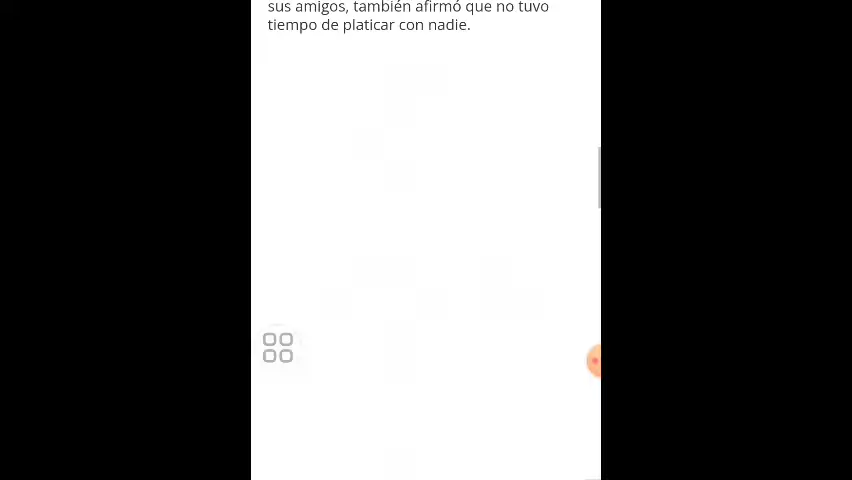 sus amigos, también afirmó que no tuvo
tiempo de platicar con nadie.